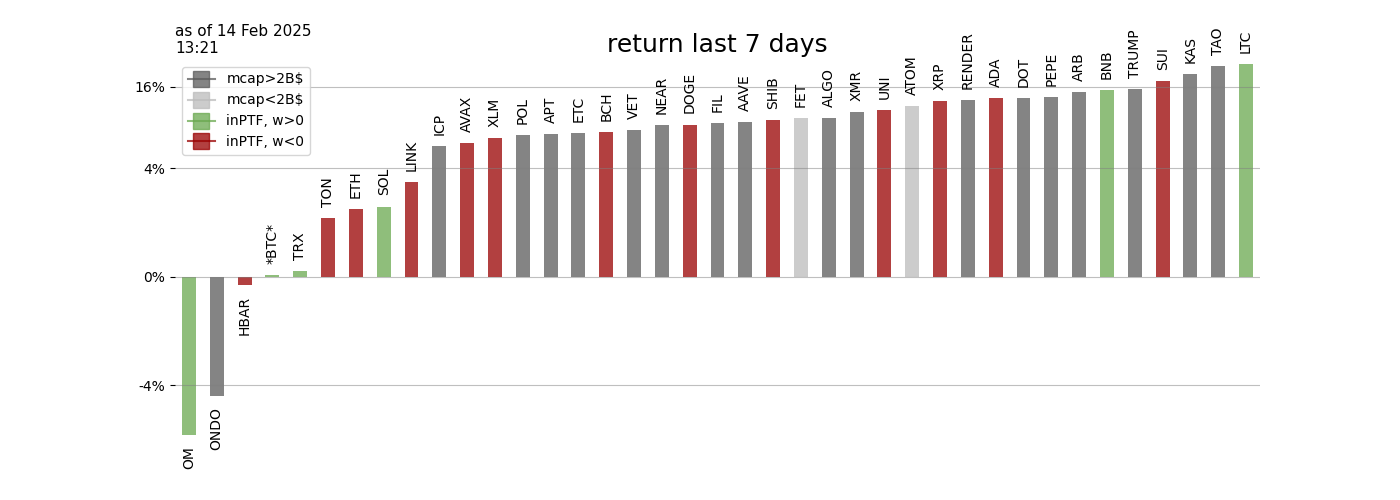 as of 14 Feb 2025
13:21
return last 7 days
mcap>2B$
mcap<2B$
inPTF, w>0
inPTF, w<0
16%
4%
0%
-4%
OM
ONDO
HBAR
*BTC*
TRX
TON
ETH
SOL
LINK
ICP
AVAX
XLM
POL
APT
ETC
BCH
VET
NEAR
DOGE
FIL
AAVE
SHIB
FET
ALGO
XMR
UNI
ATOM
XRP
RENDER
ADA
DOT
PEPE
ARB
BNB
TRUMP
SUI
KAS
TAO
LTC